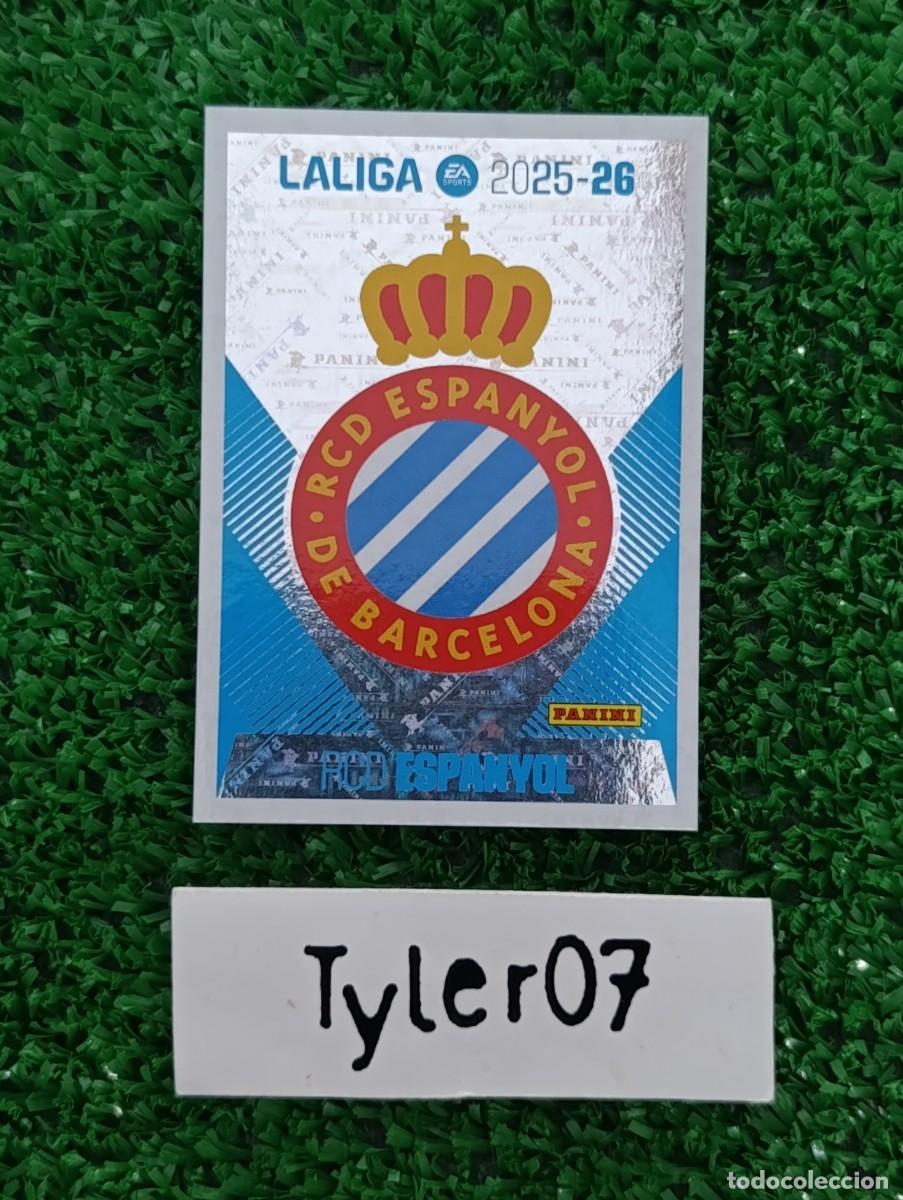 LALIGA EA SPORTS 2025-26
RCD ESPANYOL
DE BARCELONA
PANINI
RCD ESPANYOL
Tyler07
todocoleccion